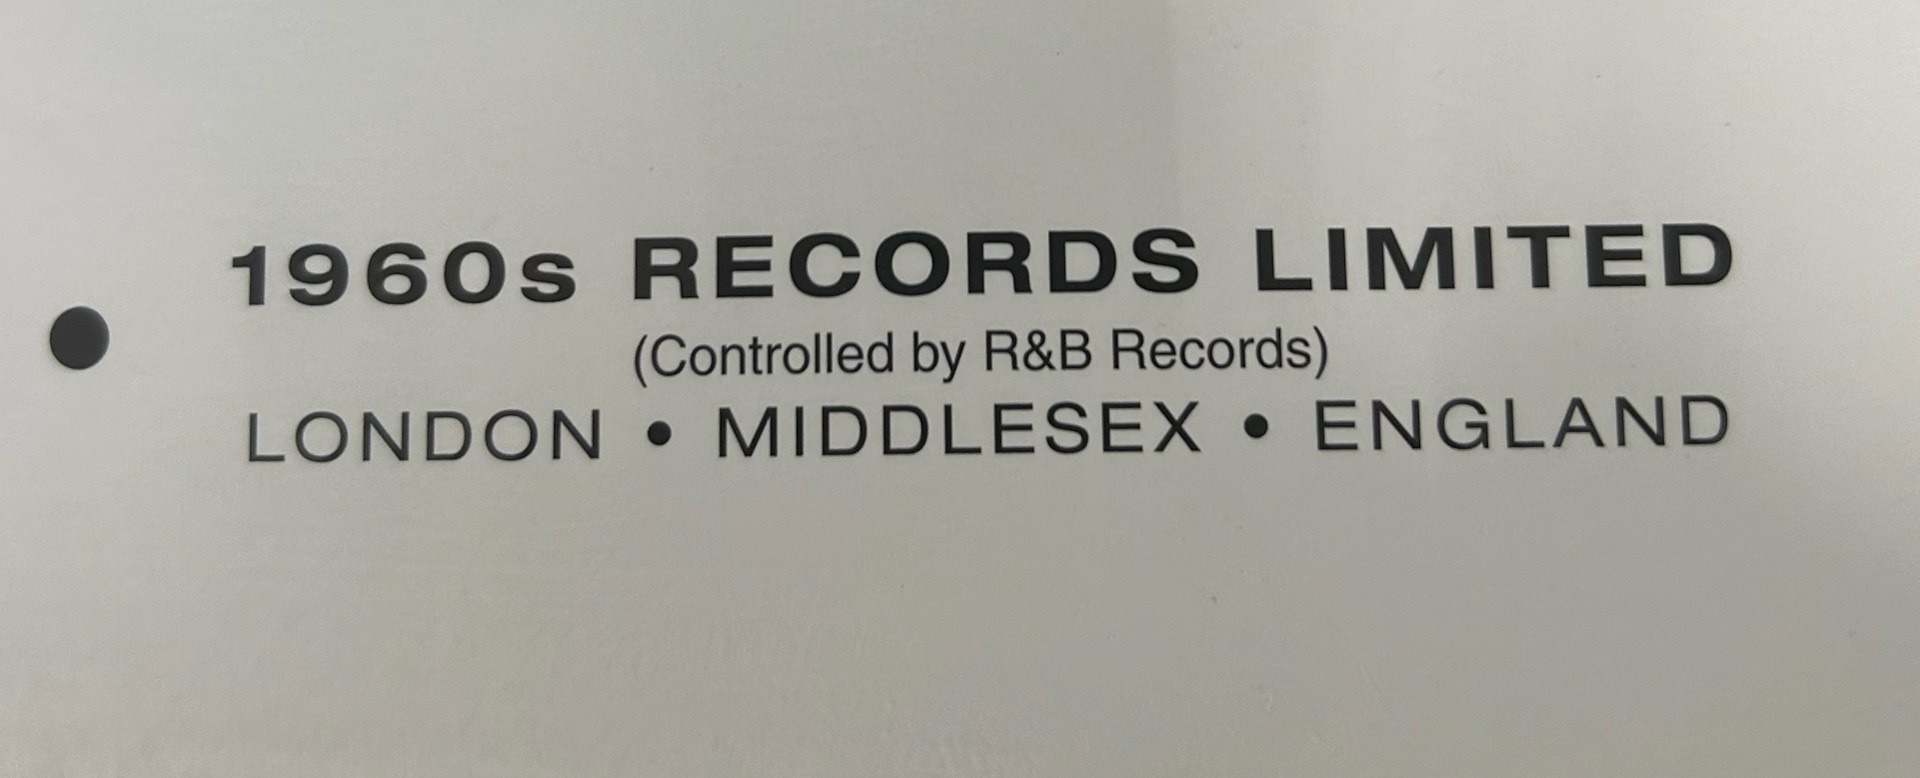 1960s RECORDS LIMITED
(Controlled by R&B Records)
LONDON • MIDDLESEX • ENGLAND